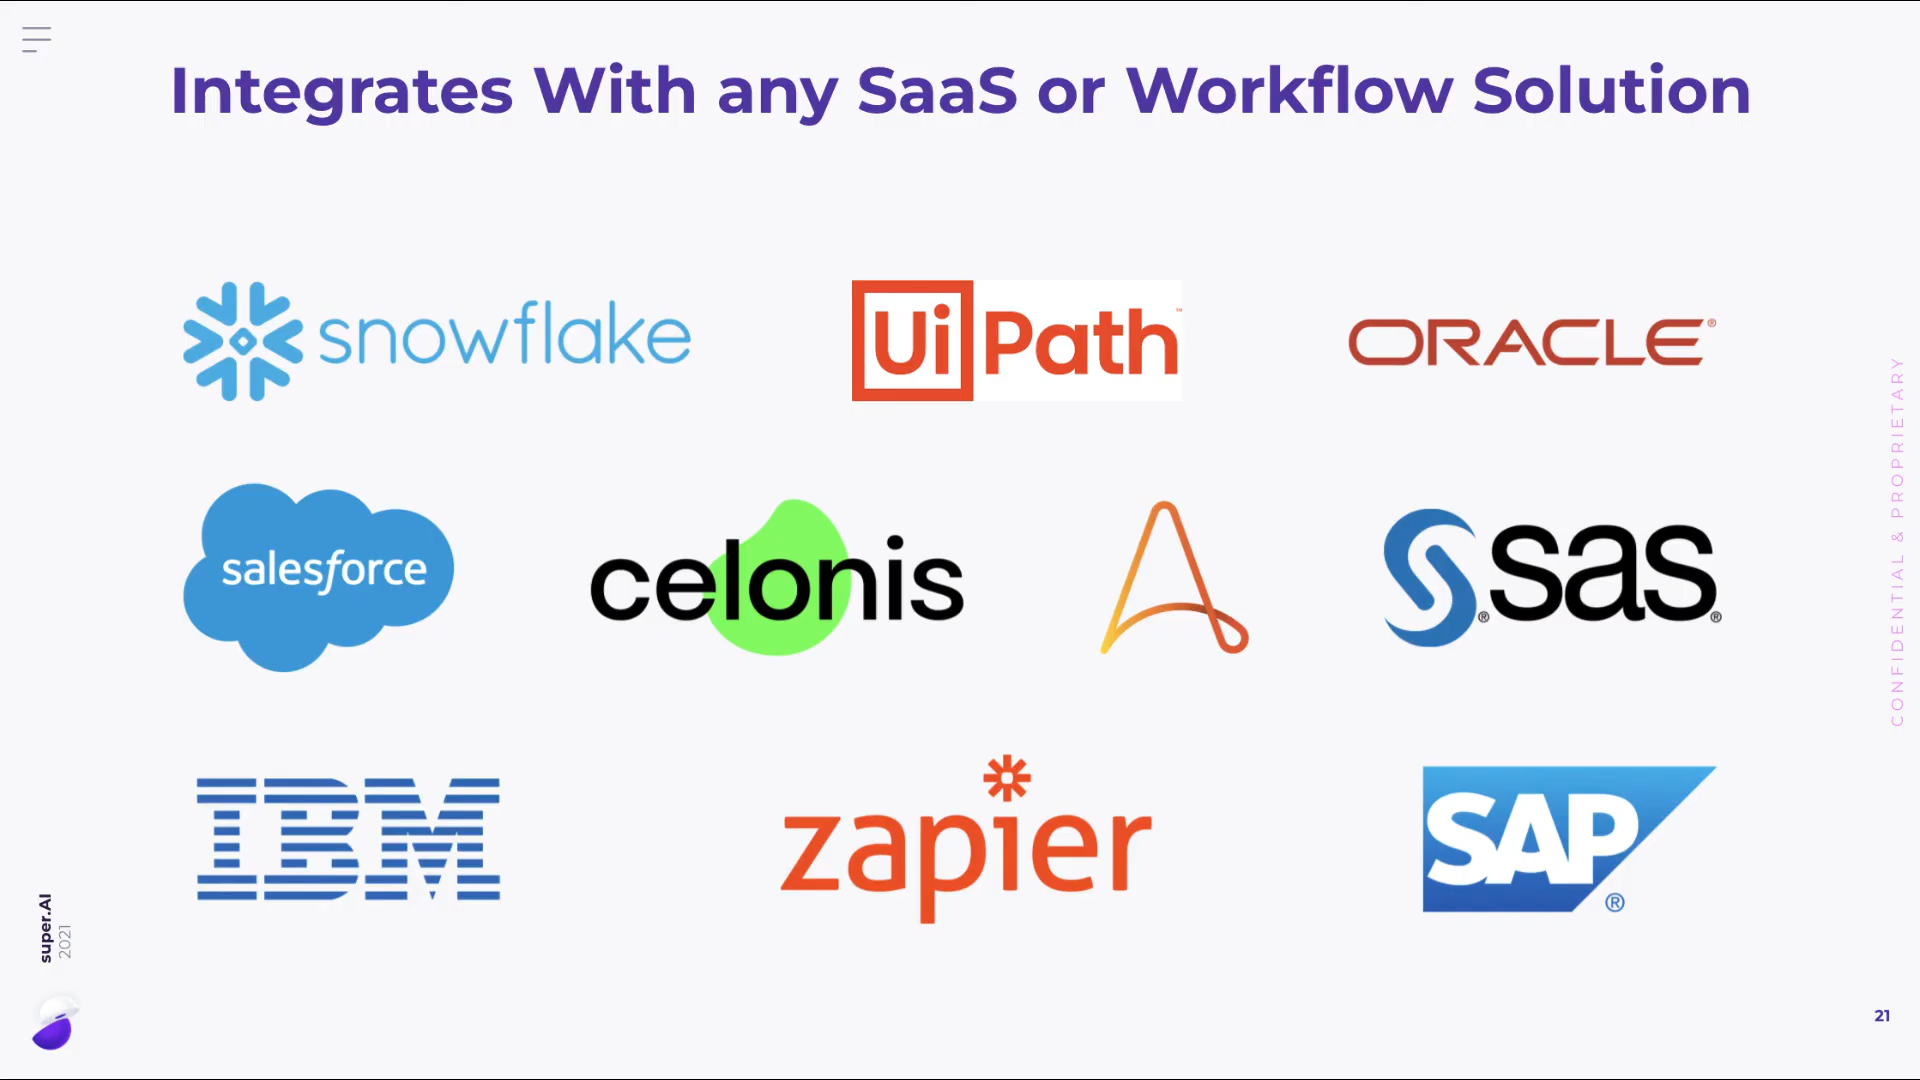 Integrates With any SaaS or Workflow Solution
snowflake
UiPath™
ORACLE®
salesforce
celonis
®sas®
IBM
zapier
SAP®
CONFIDENTIAL & PROPRIETARY
super.AI
2021
21